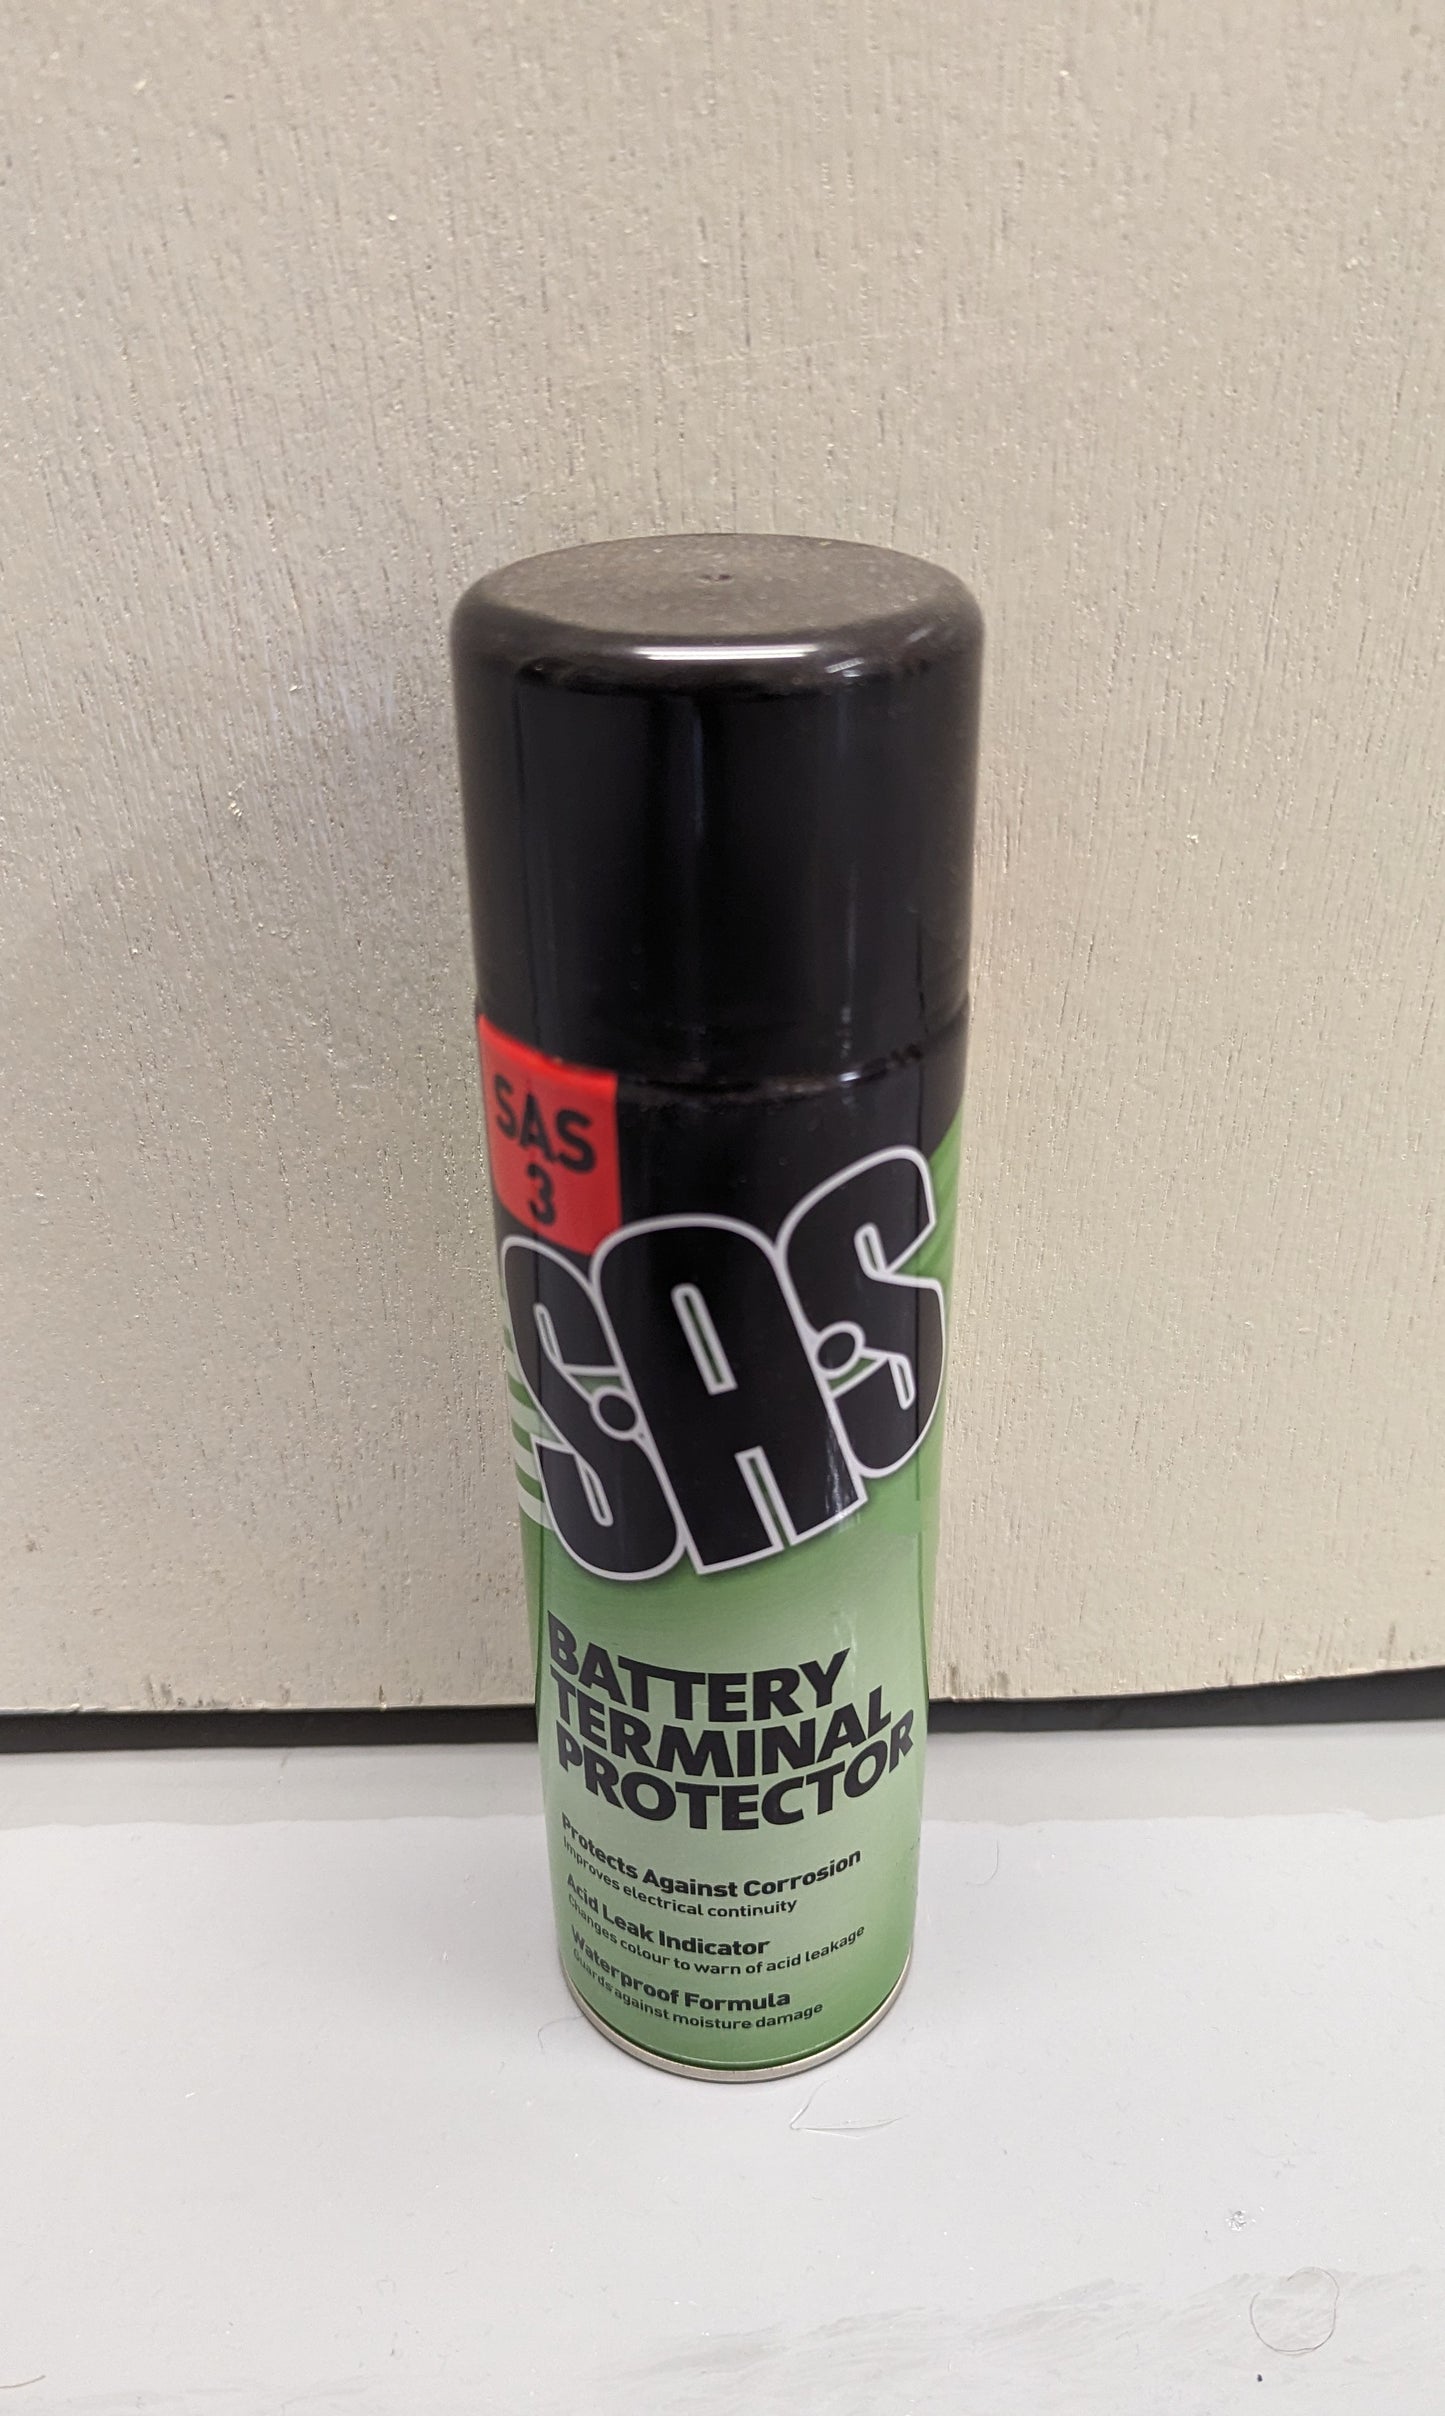 SAS
3
S.A.S
BATTERY
TERMINAL
PROTECTOR
Protects Against Corrosion
Improves electrical continuity
Acid Leak Indicator
Changes colour to warn of acid leakage
Waterproof Formula
Guards against moisture damage